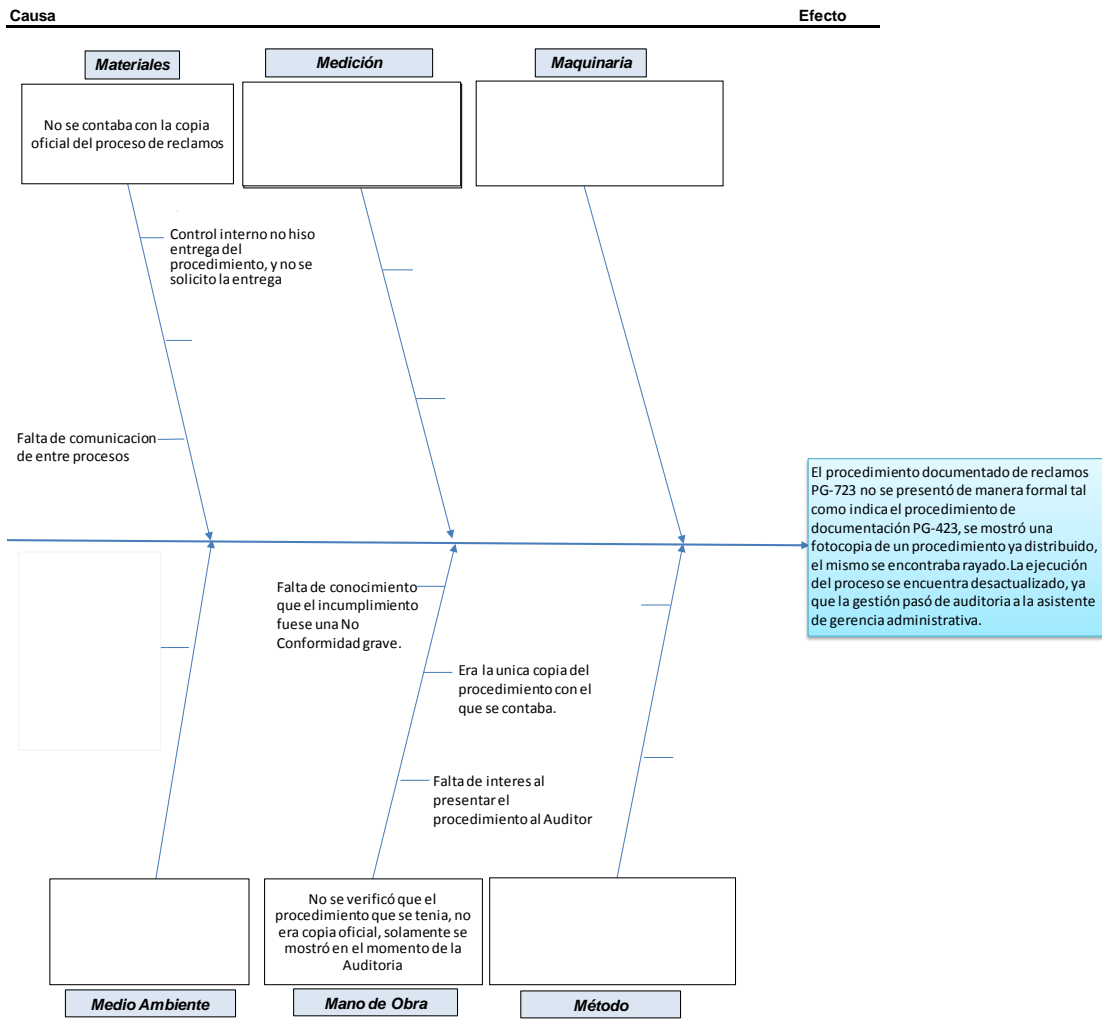 Causa
Efecto
Materiales
Medición
Maquinaria
No se contaba con la copia
oficial del proceso de reclamos
Control interno no hiso
entrega del
procedimiento, y no se
solicito la entrega
Falta de comunicacion
de entre procesos
El procedimiento documentado de reclamos
PG-723 no se presentó de manera formal tal
como indica el procedimiento de
documentación PG-423, se mostró una
fotocopia de un procedimiento ya distribuido,
el mismo se encontraba rayado.La ejecución
del proceso se encuentra desactualizado, ya
que la gestión pasó de auditoria a la asistente
de gerencia administrativa.
Falta de conocimiento
que el incumplimiento
fuese una No
Conformidad grave.
Era la unica copia del
procedimiento con el
que se contaba.
Falta de interes al
presentar el
procedimiento al Auditor
No se verificó que el
procedimiento que se tenia, no
era copia oficial, solamente se
mostró en el momento de la
Auditoria
Medio Ambiente
Mano de Obra
Método